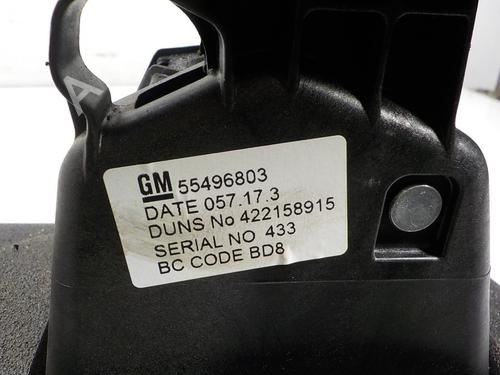 A
GM 55496803
DATE 057.17.3
DUNS No 422158915
SERIAL NO 433
BC CODE BD8